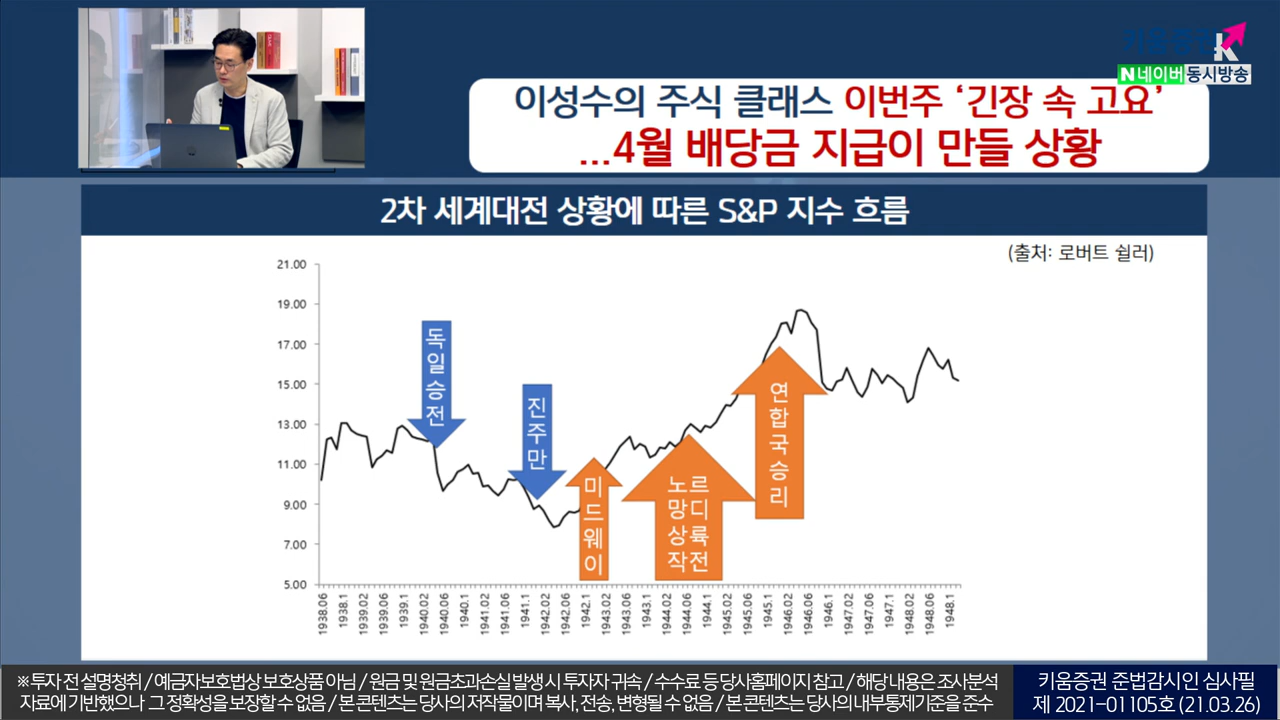 키움증권
N 네이버 동시방송
이성수의 주식 클래스 이번주 ‘긴장 속 고요’
...4월 배당금 지급이 만들 상황
2차 세계대전 상황에 따른 S&P 지수 흐름
(출처: 로버트 쉴러)
21.00
19.00
17.00
15.00
13.00
11.00
9.00
7.00
5.00
독일승전
진주만
미드웨이
노르
망디
상륙
작전
연합국승리
1938.06
1938.1
1939.02
1939.06
1939.1
1940.02
1940.06
1940.1
1941.02
1941.06
1941.1
1942.02
1942.06
1942.1
1943.02
1943.06
1943.1
1944.02
1944.06
1944.1
1945.02
1945.06
1945.1
1946.02
1946.06
1946.1
1947.02
1947.06
1947.1
1948.02
1948.06
1948.1
※투자 전 설명청취 / 예금자보호법상 보호상품 아님 / 원금 및 원금초과손실 발생 시 투자자 귀속 / 수수료 등 당사홈페이지 참고 / 해당 내용은 조사분석
자료에 기반했으나 그 정확성을 보장할 수 없음 / 본 콘텐츠는 당사의 저작물이며 복사, 전송, 변형될 수 없음 / 본 콘텐츠는 당사의 내부통제기준을 준수
키움증권 준법감시인 심사필
제 2021-01105호 (21.03.26)